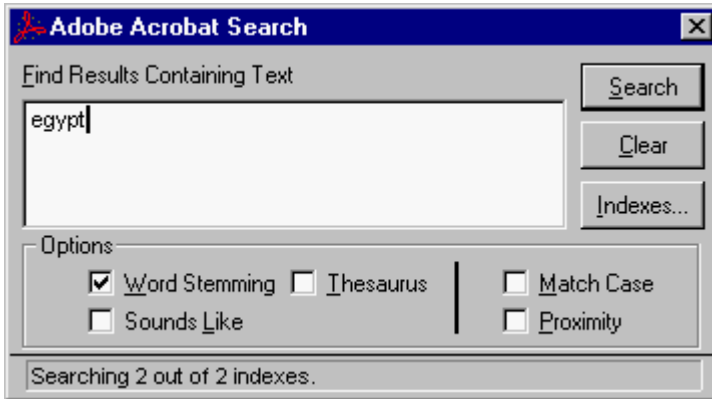 Adobe Acrobat Search
Find Results Containing Text
Search
egypt
Clear
Indexes...
Options
Word Stemming Thesaurus Match Case
Sounds Like Proximity
Searching 2 out of 2 indexes.